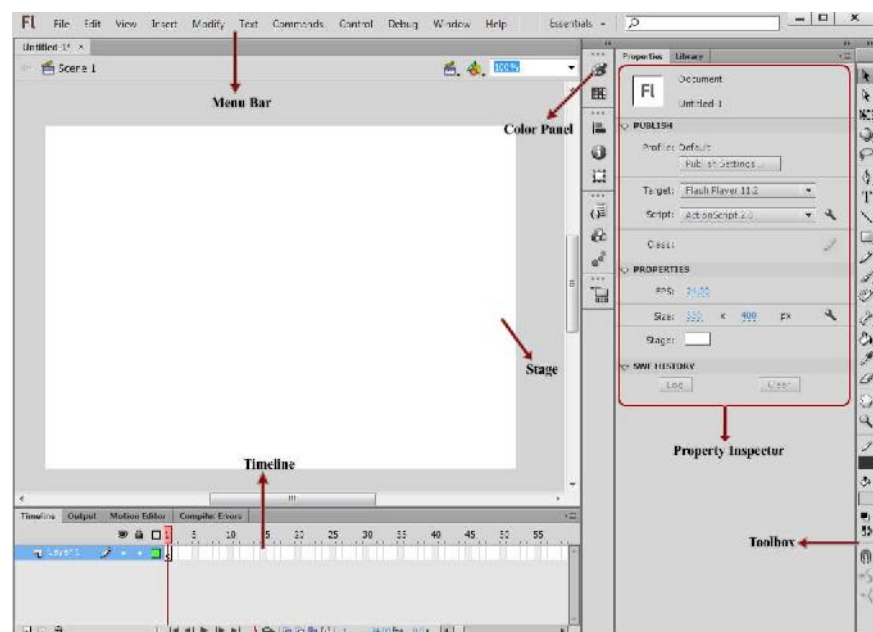 Fl File Edit View Insert Modify Text Commands Control Debug Window Help Essentials
Untitled-1* ×
Scene 1 100%
Menu Bar
Color Panel
Stage
Timeline
Properties Library
Fl Document
Untitled-1
PUBLISH
Profile: Default
Publish Settings ...
Target: Flash Player 11.2
Script: ActionScript 2.0
Class:
PROPERTIES
FPS: 24.00
Size: 550 x 400 px
Stage:
SWF HISTORY
Log Clear
Property Inspector
Toolbox
Timeline Output Motion Editor Compiler Errors
1 5 10 15 20 25 30 35 40 45 50 55
Layer 1
24.00 fps